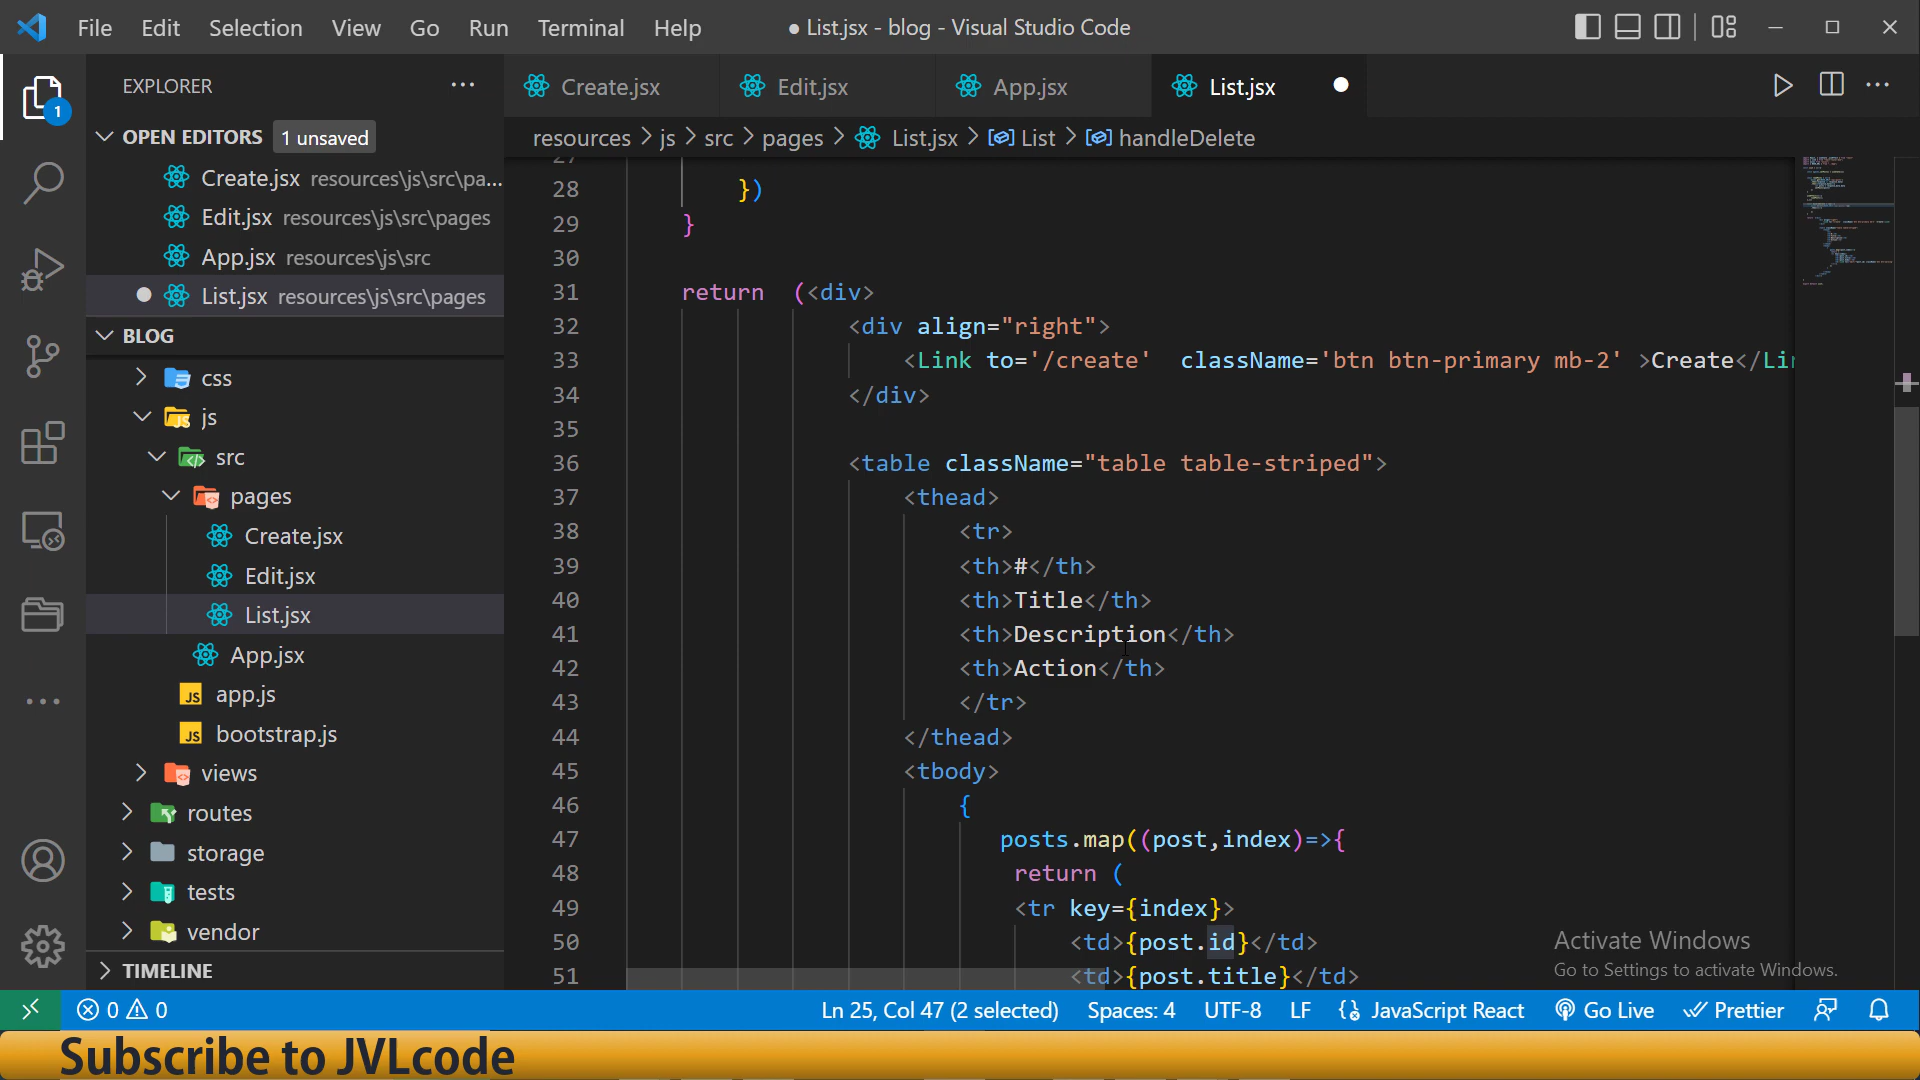 File Edit Selection View Go Run Terminal Help
● List.jsx - blog - Visual Studio Code
EXPLORER
1
OPEN EDITORS 1 unsaved
Create.jsx resources\js\src\pa...
Edit.jsx resources\js\src\pages
App.jsx resources\js\src
List.jsx resources\js\src\pages
BLOG
css
js
src
pages
Create.jsx
Edit.jsx
List.jsx
App.jsx
JS app.js
JS bootstrap.js
views
routes
storage
tests
vendor
TIMELINE
Create.jsx Edit.jsx App.jsx List.jsx
resources > js > src > pages > List.jsx > List > handleDelete
27
28 })
29 }
30
31 return (<div>
32 <div align="right">
33 <Link to='/create' className='btn btn-primary mb-2' >Create</Lin
34 </div>
35
36 <table className="table table-striped">
37 <thead>
38 <tr>
39 <th>#</th>
40 <th>Title</th>
41 <th>Description</th>
42 <th>Action</th>
43 </tr>
44 </thead>
45 <tbody>
46 {
47 posts.map((post,index)=>{
48 return (
49 <tr key={index}>
50 <td>{post.id}</td>
51 <td>{post.title}</td>
Activate Windows
Go to Settings to activate Windows.
0 0 Ln 25, Col 47 (2 selected) Spaces: 4 UTF-8 LF JavaScript React Go Live Prettier
Subscribe to JVLcode